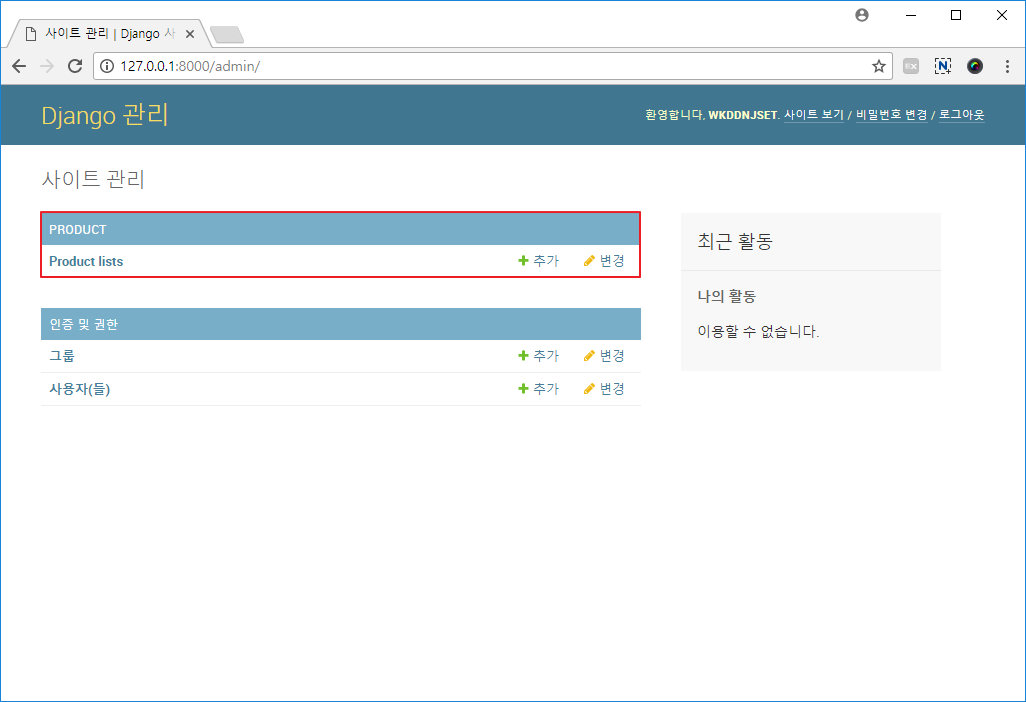 사이트 관리 | Django 사
127.0.0.1:8000/admin/
Django 관리
환영합니다, WKDDNJSET. 사이트 보기 / 비밀번호 변경 / 로그아웃
사이트 관리
PRODUCT
Product lists 추가 변경
인증 및 권한
그룹 추가 변경
사용자(들) 추가 변경
최근 활동
나의 활동
이용할 수 없습니다.